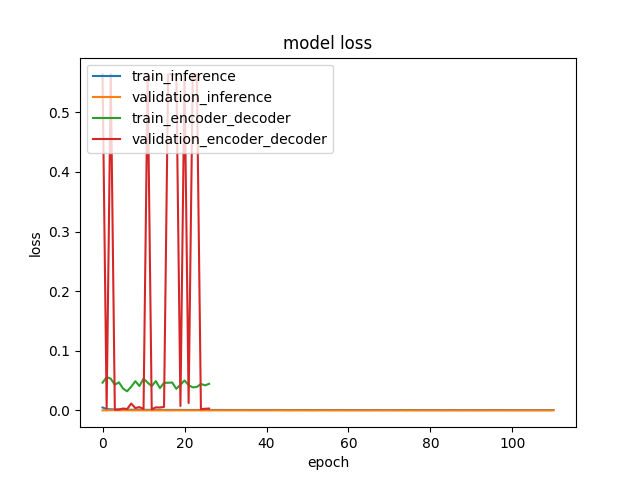 model loss
train_inference
validation_inference
train_encoder_decoder
validation_encoder_decoder
loss
0.5
0.4
0.3
0.2
0.1
0.0
0 20 40 60 80 100
epoch